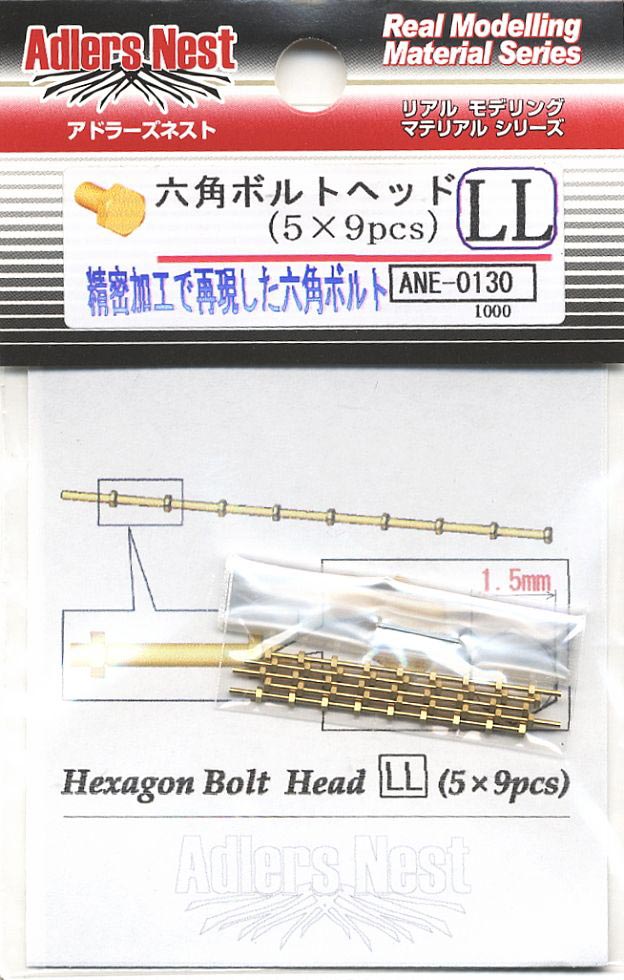 Adlers Nest
アドラーズネスト
Real Modelling
Material Series
リアル モデリング
マテリアル シリーズ
六角ボルトヘッド LL
(5×9pcs)
精密加工で再現した六角ボルト
ANE-0130
1000
1.5mm
Hexagon Bolt Head LL (5×9pcs)
Adlers Nest